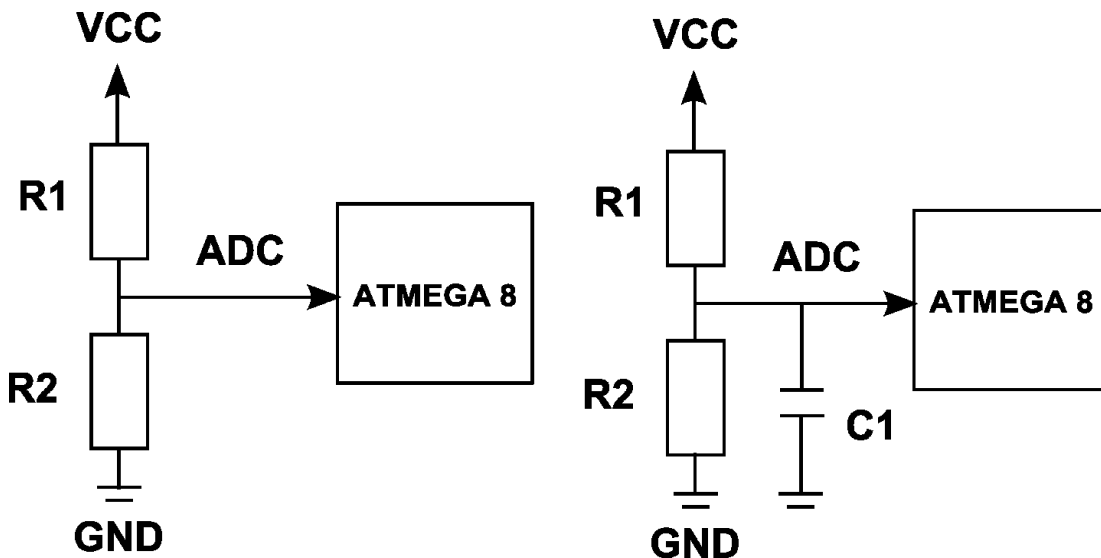 VCC
R1
ADC
ATMEGA 8
R2
GND
VCC
R1
ADC
ATMEGA 8
R2
C1
GND